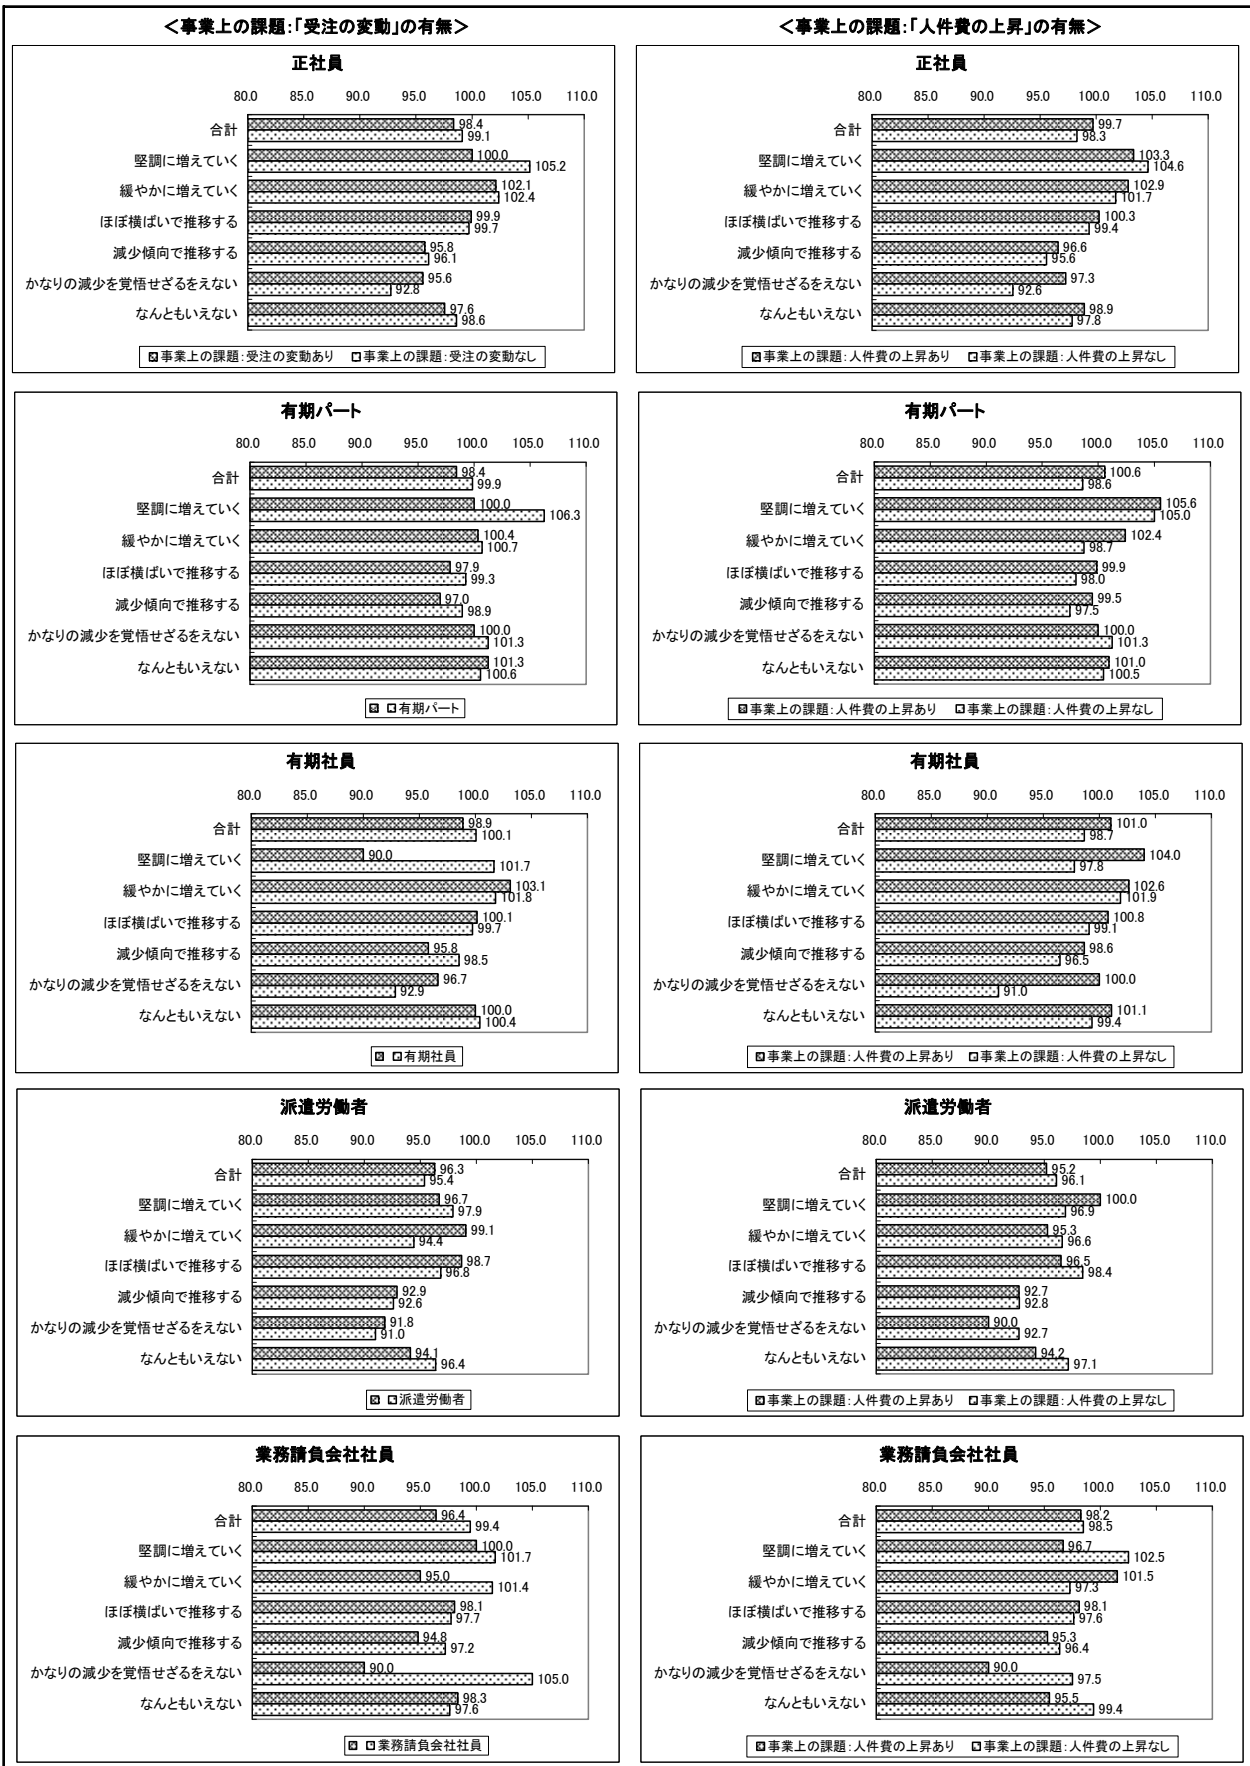 ＜事業上の課題：「受注の変動」の有無＞
正社員
80.0 85.0 90.0 95.0 100.0 105.0 110.0
合計 98.4 99.1
堅調に増えていく 100.0 105.2
緩やかに増えていく 102.1 102.4
ほぼ横ばいで推移する 99.9 99.7
減少傾向で推移する 95.8 96.1
かなりの減少を覚悟せざるをえない 95.6 92.8
なんともいえない 97.6 98.6
事業上の課題：受注の変動あり 事業上の課題：受注の変動なし
有期パート
80.0 85.0 90.0 95.0 100.0 105.0 110.0
合計 98.4 99.9
堅調に増えていく 100.0 106.3
緩やかに増えていく 100.4 100.7
ほぼ横ばいで推移する 97.9 99.3
減少傾向で推移する 97.0 98.9
かなりの減少を覚悟せざるをえない 100.0 101.3
なんともいえない 101.3 100.6
有期パート
有期社員
80.0 85.0 90.0 95.0 100.0 105.0 110.0
合計 98.9 100.1
堅調に増えていく 90.0 101.7
緩やかに増えていく 103.1 101.8
ほぼ横ばいで推移する 100.1 99.7
減少傾向で推移する 95.8 98.5
かなりの減少を覚悟せざるをえない 96.7 92.9
なんともいえない 100.0 100.4
有期社員
派遣労働者
80.0 85.0 90.0 95.0 100.0 105.0 110.0
合計 96.3 95.4
堅調に増えていく 96.7 97.9
緩やかに増えていく 99.1 94.4
ほぼ横ばいで推移する 98.7 96.8
減少傾向で推移する 92.9 92.6
かなりの減少を覚悟せざるをえない 91.8 91.0
なんともいえない 94.1 96.4
派遣労働者
業務請負会社社員
80.0 85.0 90.0 95.0 100.0 105.0 110.0
合計 96.4 99.4
堅調に増えていく 100.0 101.7
緩やかに増えていく 95.0 101.4
ほぼ横ばいで推移する 98.1 97.7
減少傾向で推移する 94.8 97.2
かなりの減少を覚悟せざるをえない 90.0 105.0
なんともいえない 98.3 97.6
業務請負会社社員
＜事業上の課題：「人件費の上昇」の有無＞
正社員
80.0 85.0 90.0 95.0 100.0 105.0 110.0
合計 99.7 98.3
堅調に増えていく 103.3 104.6
緩やかに増えていく 102.9 101.7
ほぼ横ばいで推移する 100.3 99.4
減少傾向で推移する 96.6 95.6
かなりの減少を覚悟せざるをえない 97.3 92.6
なんともいえない 98.9 97.8
事業上の課題：人件費の上昇あり 事業上の課題：人件費の上昇なし
有期パート
80.0 85.0 90.0 95.0 100.0 105.0 110.0
合計 100.6 98.6
堅調に増えていく 105.6 105.0
緩やかに増えていく 102.4 98.7
ほぼ横ばいで推移する 99.9 98.0
減少傾向で推移する 99.5 97.5
かなりの減少を覚悟せざるをえない 100.0 101.3
なんともいえない 101.0 100.5
事業上の課題：人件費の上昇あり 事業上の課題：人件費の上昇なし
有期社員
80.0 85.0 90.0 95.0 100.0 105.0 110.0
合計 101.0 98.7
堅調に増えていく 104.0 97.8
緩やかに増えていく 102.6 101.9
ほぼ横ばいで推移する 100.8 99.1
減少傾向で推移する 98.6 96.5
かなりの減少を覚悟せざるをえない 100.0 91.0
なんともいえない 101.1 99.4
事業上の課題：人件費の上昇あり 事業上の課題：人件費の上昇なし
派遣労働者
80.0 85.0 90.0 95.0 100.0 105.0 110.0
合計 95.2 96.1
堅調に増えていく 100.0 96.9
緩やかに増えていく 95.3 96.6
ほぼ横ばいで推移する 96.5 98.4
減少傾向で推移する 92.7 92.8
かなりの減少を覚悟せざるをえない 90.0 92.7
なんともいえない 94.2 97.1
事業上の課題：人件費の上昇あり 事業上の課題：人件費の上昇なし
業務請負会社社員
80.0 85.0 90.0 95.0 100.0 105.0 110.0
合計 98.2 98.5
堅調に増えていく 96.7 102.5
緩やかに増えていく 101.5 97.3
ほぼ横ばいで推移する 98.1 97.6
減少傾向で推移する 95.3 96.4
かなりの減少を覚悟せざるをえない 90.0 97.5
なんともいえない 95.5 99.4
事業上の課題：人件費の上昇あり 事業上の課題：人件費の上昇なし